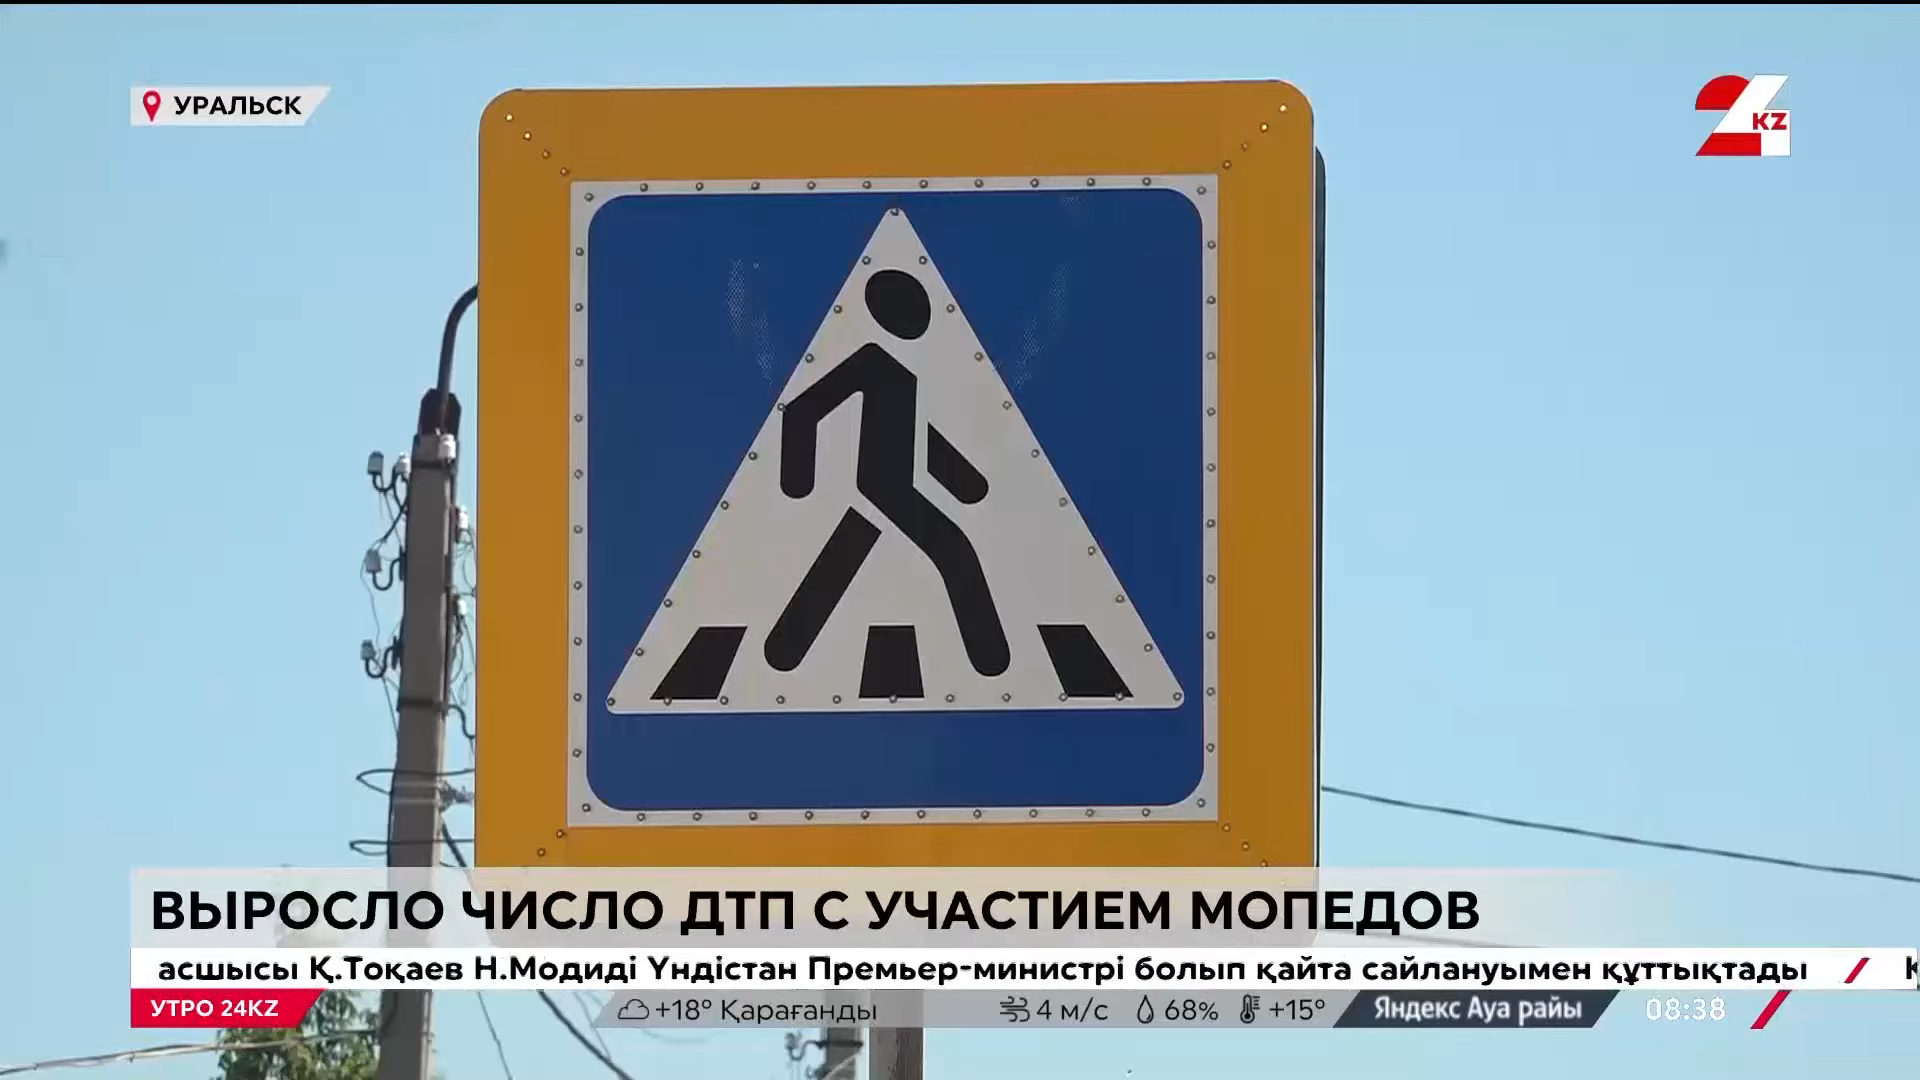 УРАЛЬСК
24 KZ
ВЫРОСЛО ЧИСЛО ДТП С УЧАСТИЕМ МОПЕДОВ
асшысы Қ.Тоқаев Н.Модиді Үндістан Премьер-министрі болып қайта сайлануымен құттықтады
УТРО 24KZ
+18° Қарағанды 4 м/с 68% +15° Яндекс Ауа райы 08:38